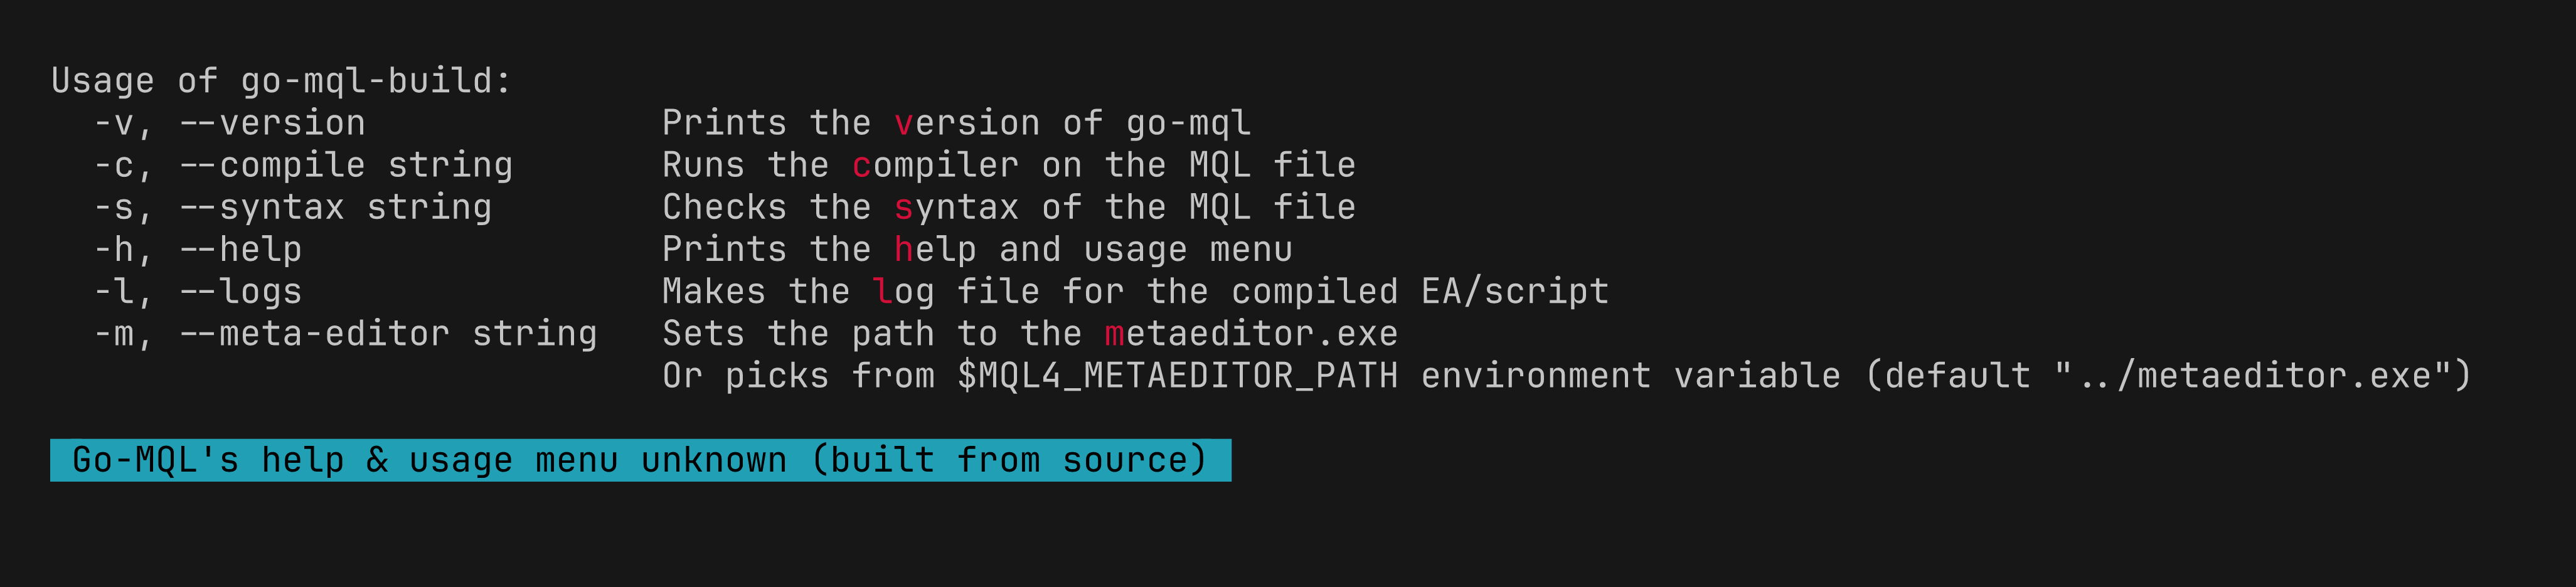 Usage of go-mql-build:
  -v, --version              Prints the version of go-mql
  -c, --compile string       Runs the compiler on the MQL file
  -s, --syntax string        Checks the syntax of the MQL file
  -h, --help                 Prints the help and usage menu
  -l, --logs                 Makes the log file for the compiled EA/script
  -m, --meta-editor string   Sets the path to the metaeditor.exe
                             Or picks from $MQL4_METAEDITOR_PATH environment variable (default "../metaeditor.exe")
Go-MQL's help & usage menu unknown (built from source)